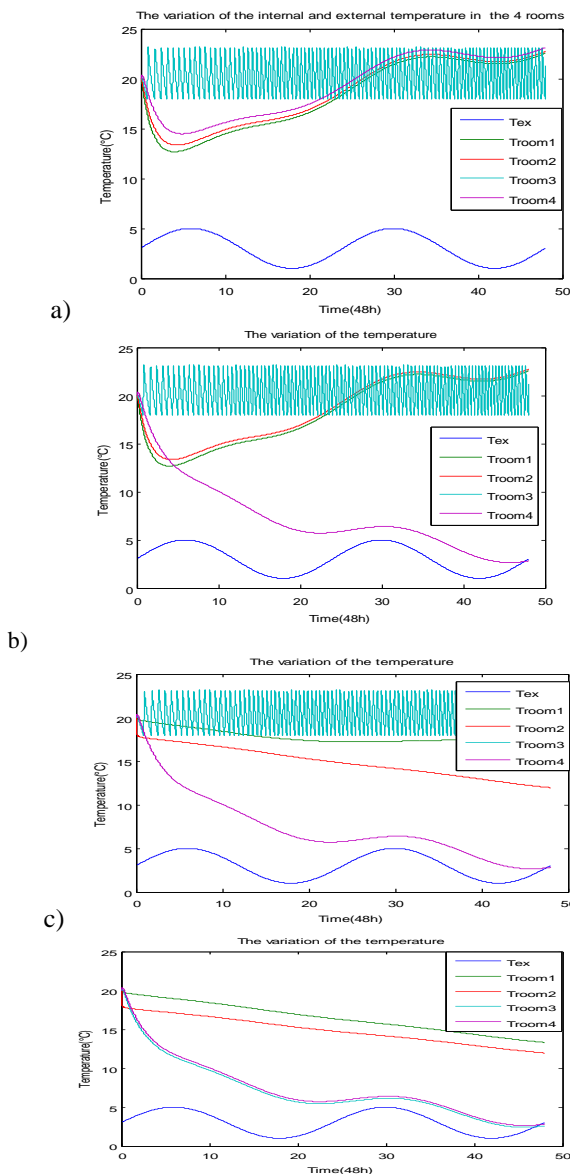 The variation of the internal and external temperature in the 4 rooms
25
20
15
10
5
0
Temperature(°C)
Tex
Troom1
Troom2
Troom3
Troom4
0 10 20 30 40 50
Time(48h)
a)
The variation of the temperature
25
20
15
10
5
0
Temperature(°C)
Tex
Troom1
Troom2
Troom3
Troom4
0 10 20 30 40 50
Time(48h)
b)
The variation of the temperature
25
20
15
10
5
0
Temperature(°C)
Tex
Troom1
Troom2
Troom3
Troom4
0 10 20 30 40 50
Time(48h)
c)
The variation of the temperature
25
20
15
10
5
0
Temperature(°C)
Tex
Troom1
Troom2
Troom3
Troom4
0 10 20 30 40 50
Time(48h)